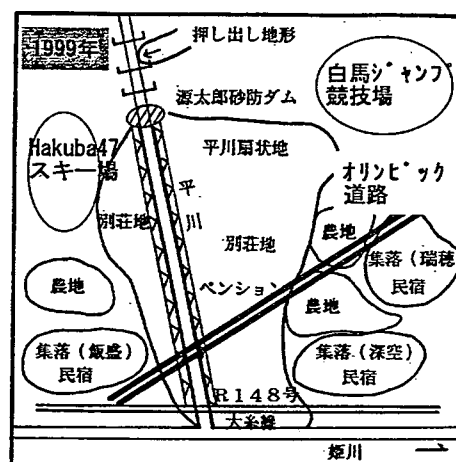 1999年
押し出し地形
白馬ジャンプ
競技場
源太郎砂防ダム
Hakuba47
スキー場
平川扇状地
オリンピック
道路
平川
別荘地
別荘地
農地
集落(瑞穂)
民宿
農地
ペンション
農地
集落(飯盛)
民宿
集落(深空)
民宿
R148号
大糸線
姫川